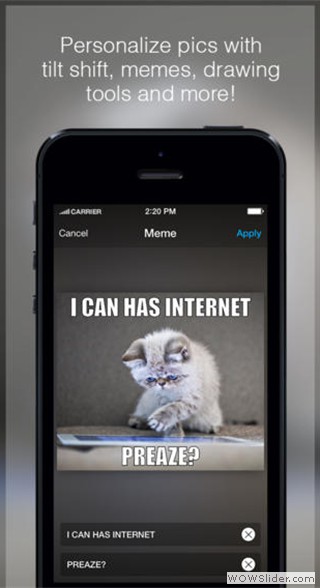 Personalize pics with
tilt shift, memes, drawing
tools and more!
CARRIER 2:20 PM
Cancel Meme Apply
I CAN HAS INTERNET
PREAZE?
I CAN HAS INTERNET
PREAZE?
WOWSlider.com